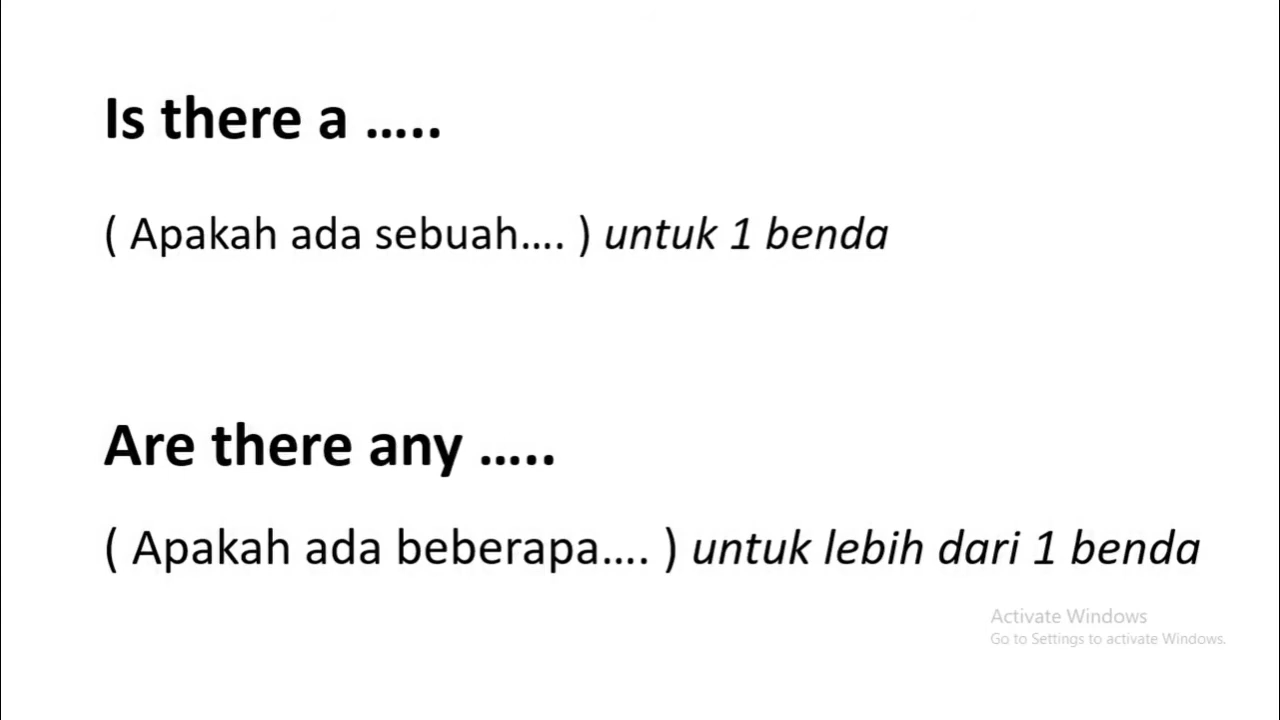 Is there a …..
( Apakah ada sebuah…. ) untuk 1 benda
Are there any …..
( Apakah ada beberapa…. ) untuk lebih dari 1 benda
Activate Windows
Go to Settings to activate Windows.